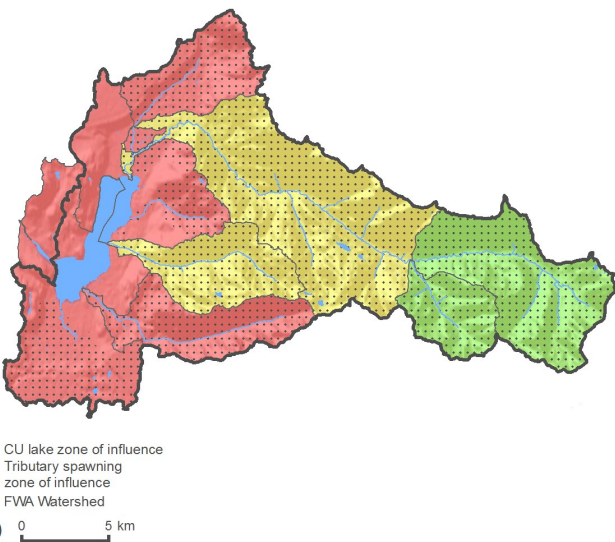 CU lake zone of influence
Tributary spawning
zone of influence
FWA Watershed
0 5 km